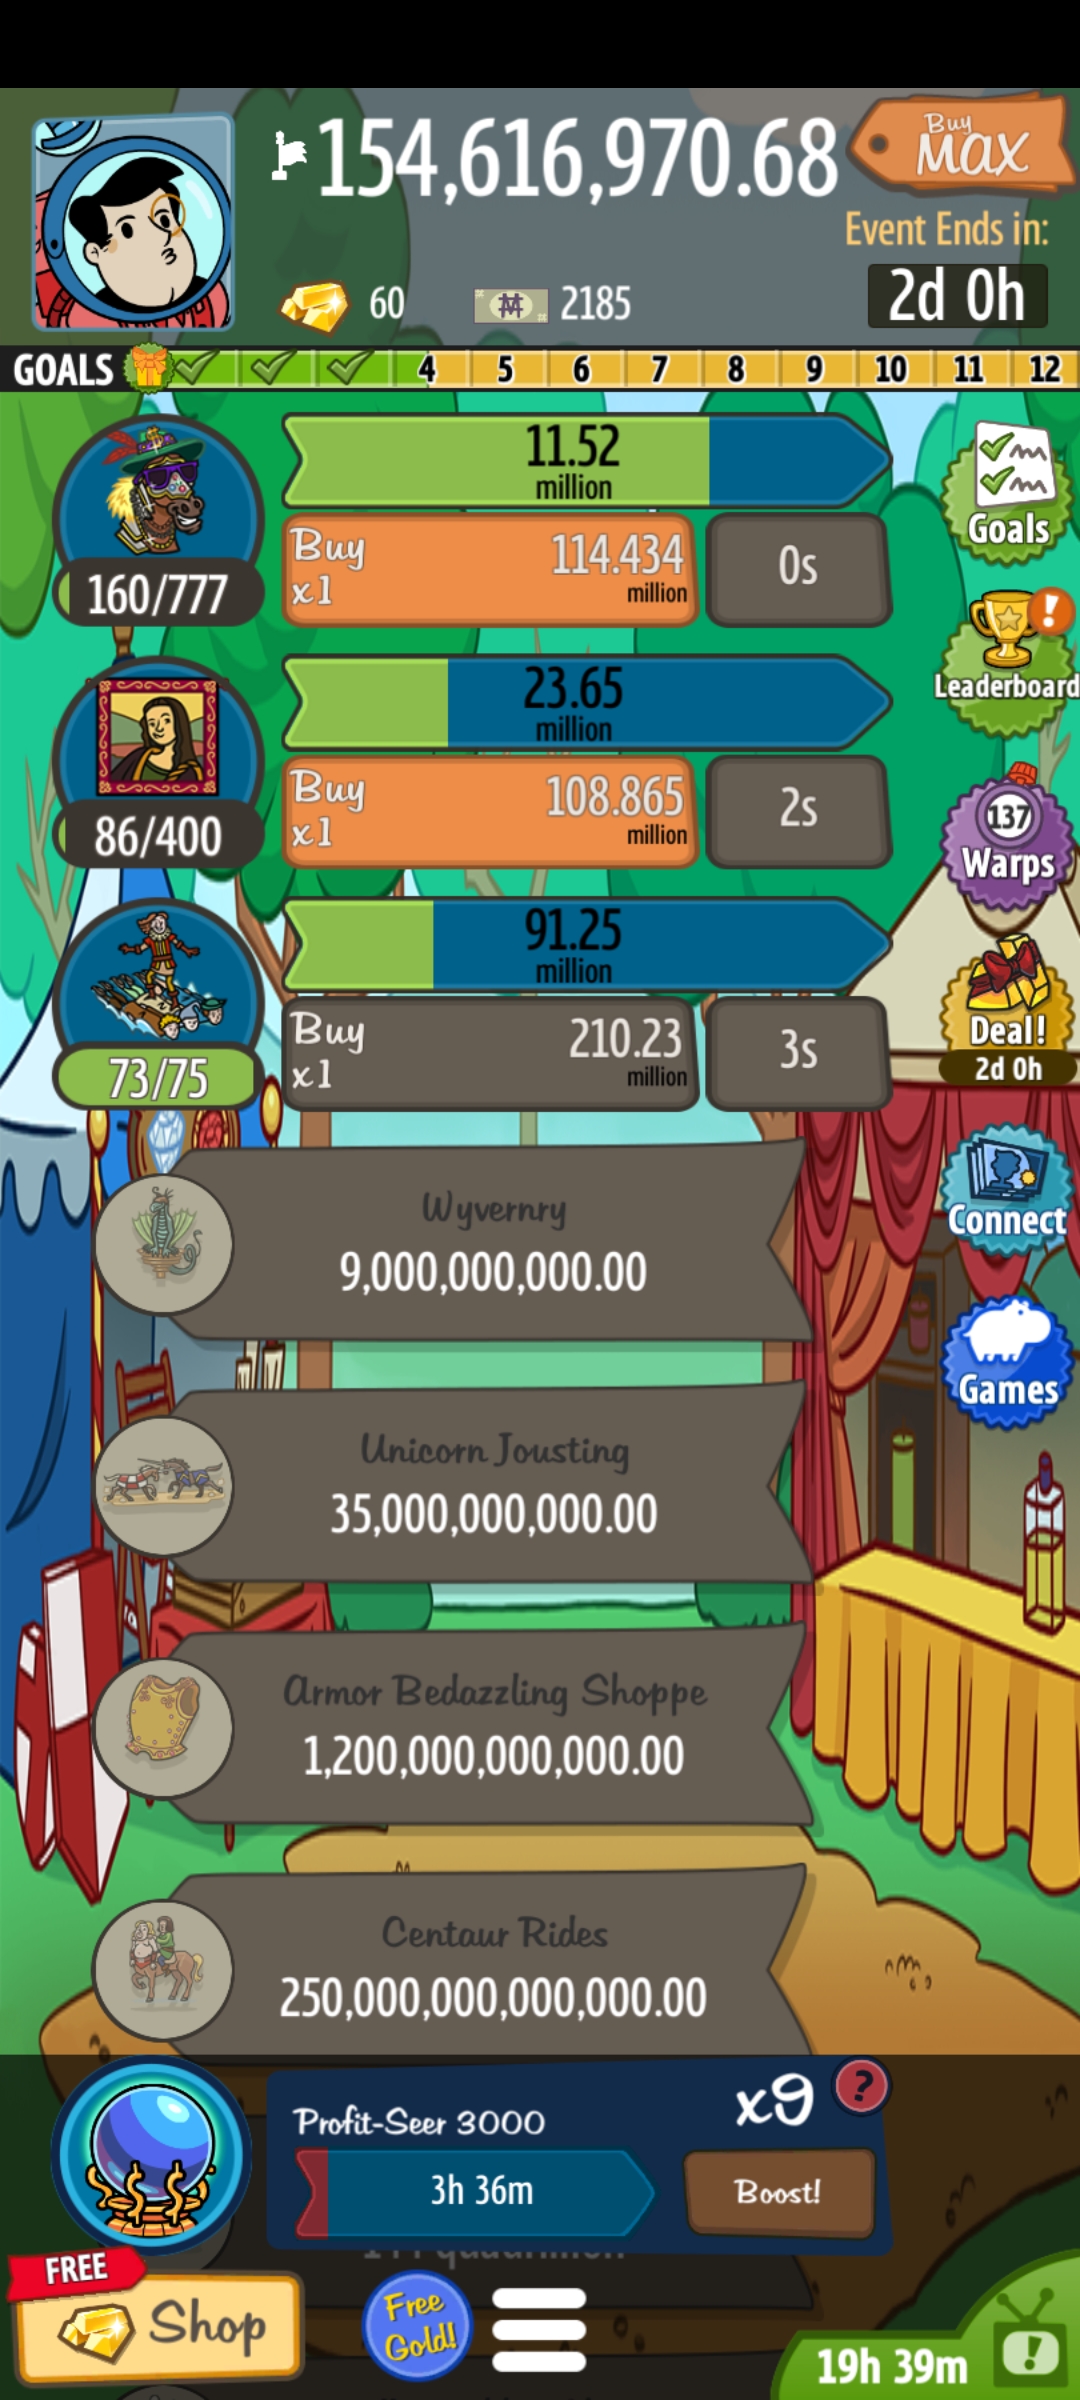 154,616,970.68
Buy
MAX
Event Ends in:
60
2185
2d 0h
GOALS
4 5 6 7 8 9 10 11 12
11.52
million
Goals
160/777
Buy
x1
114.434
million
0s
Leaderboard
23.65
million
86/400
Buy
x1
108.865
million
2s
137
Warps
91.25
million
73/75
Buy
x1
210.23
million
3s
Deal!
2d 0h
Wyvernry
9,000,000,000.00
Connect
Unicorn Jousting
35,000,000,000.00
Games
Armor Bedazzling Shoppe
1,200,000,000,000.00
Centaur Rides
250,000,000,000,000.00
Profit-Seer 3000
x9
?
3h 36m
Boost!
FREE
Shop
Free
Gold!
19h 39m